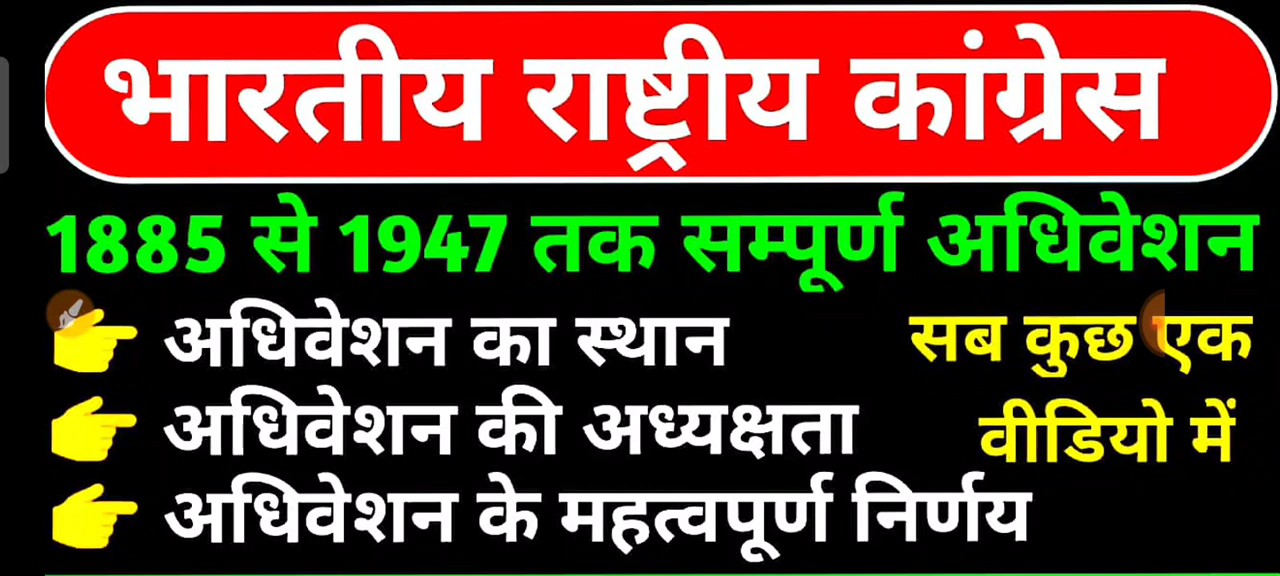 भारतीय राष्ट्रीय कांग्रेस
1885 से 1947 तक सम्पूर्ण अधिवेशन
अधिवेशन का स्थान
अधिवेशन की अध्यक्षता
अधिवेशन के महत्वपूर्ण निर्णय
सब कुछ एक
वीडियो में